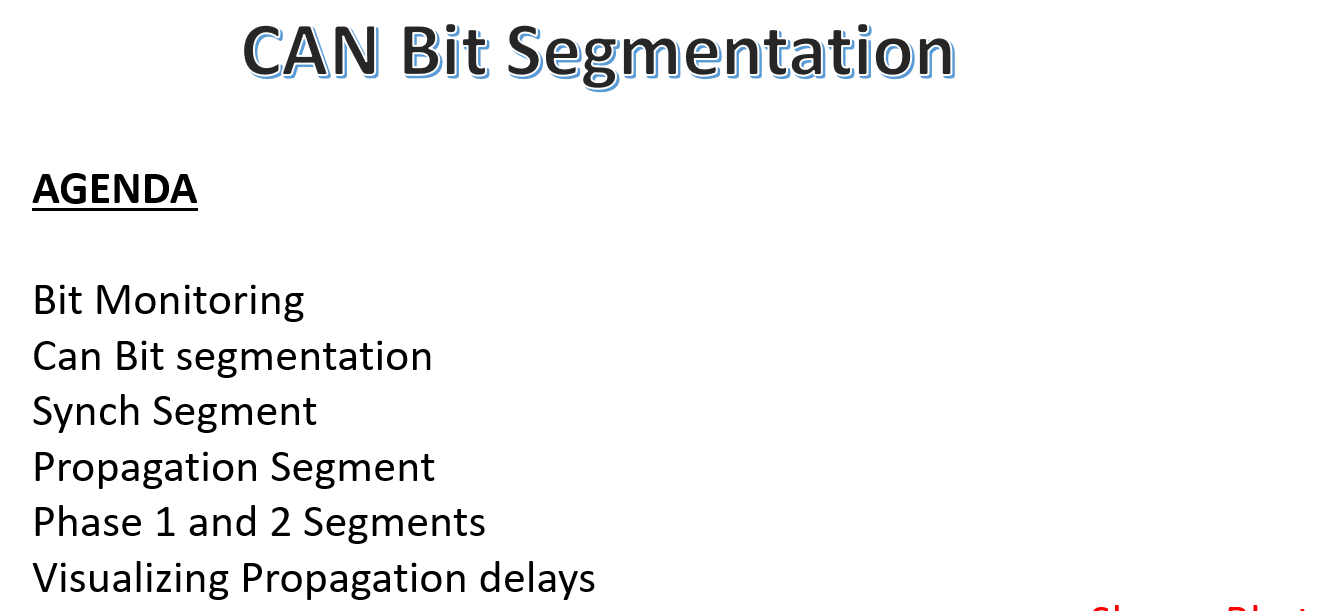 CAN Bit Segmentation
AGENDA
Bit Monitoring
Can Bit segmentation
Synch Segment
Propagation Segment
Phase 1 and 2 Segments
Visualizing Propagation delays